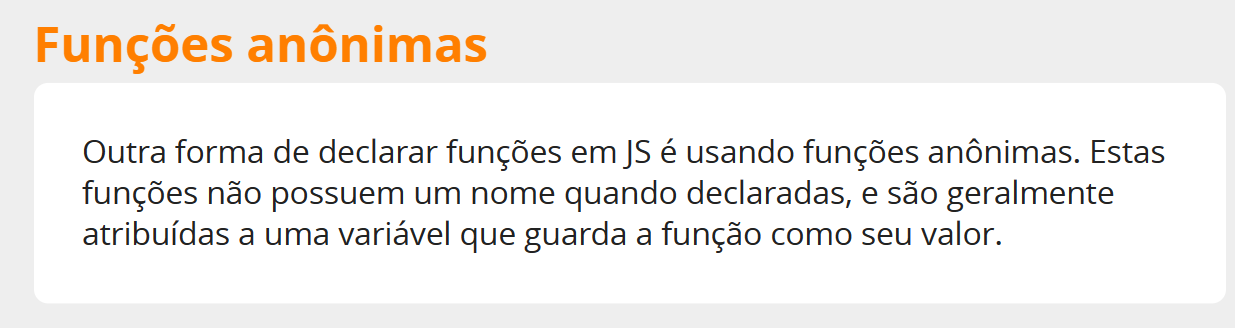 Funções anônimas
Outra forma de declarar funções em JS é usando funções anônimas. Estas
funções não possuem um nome quando declaradas, e são geralmente
atribuídas a uma variável que guarda a função como seu valor.